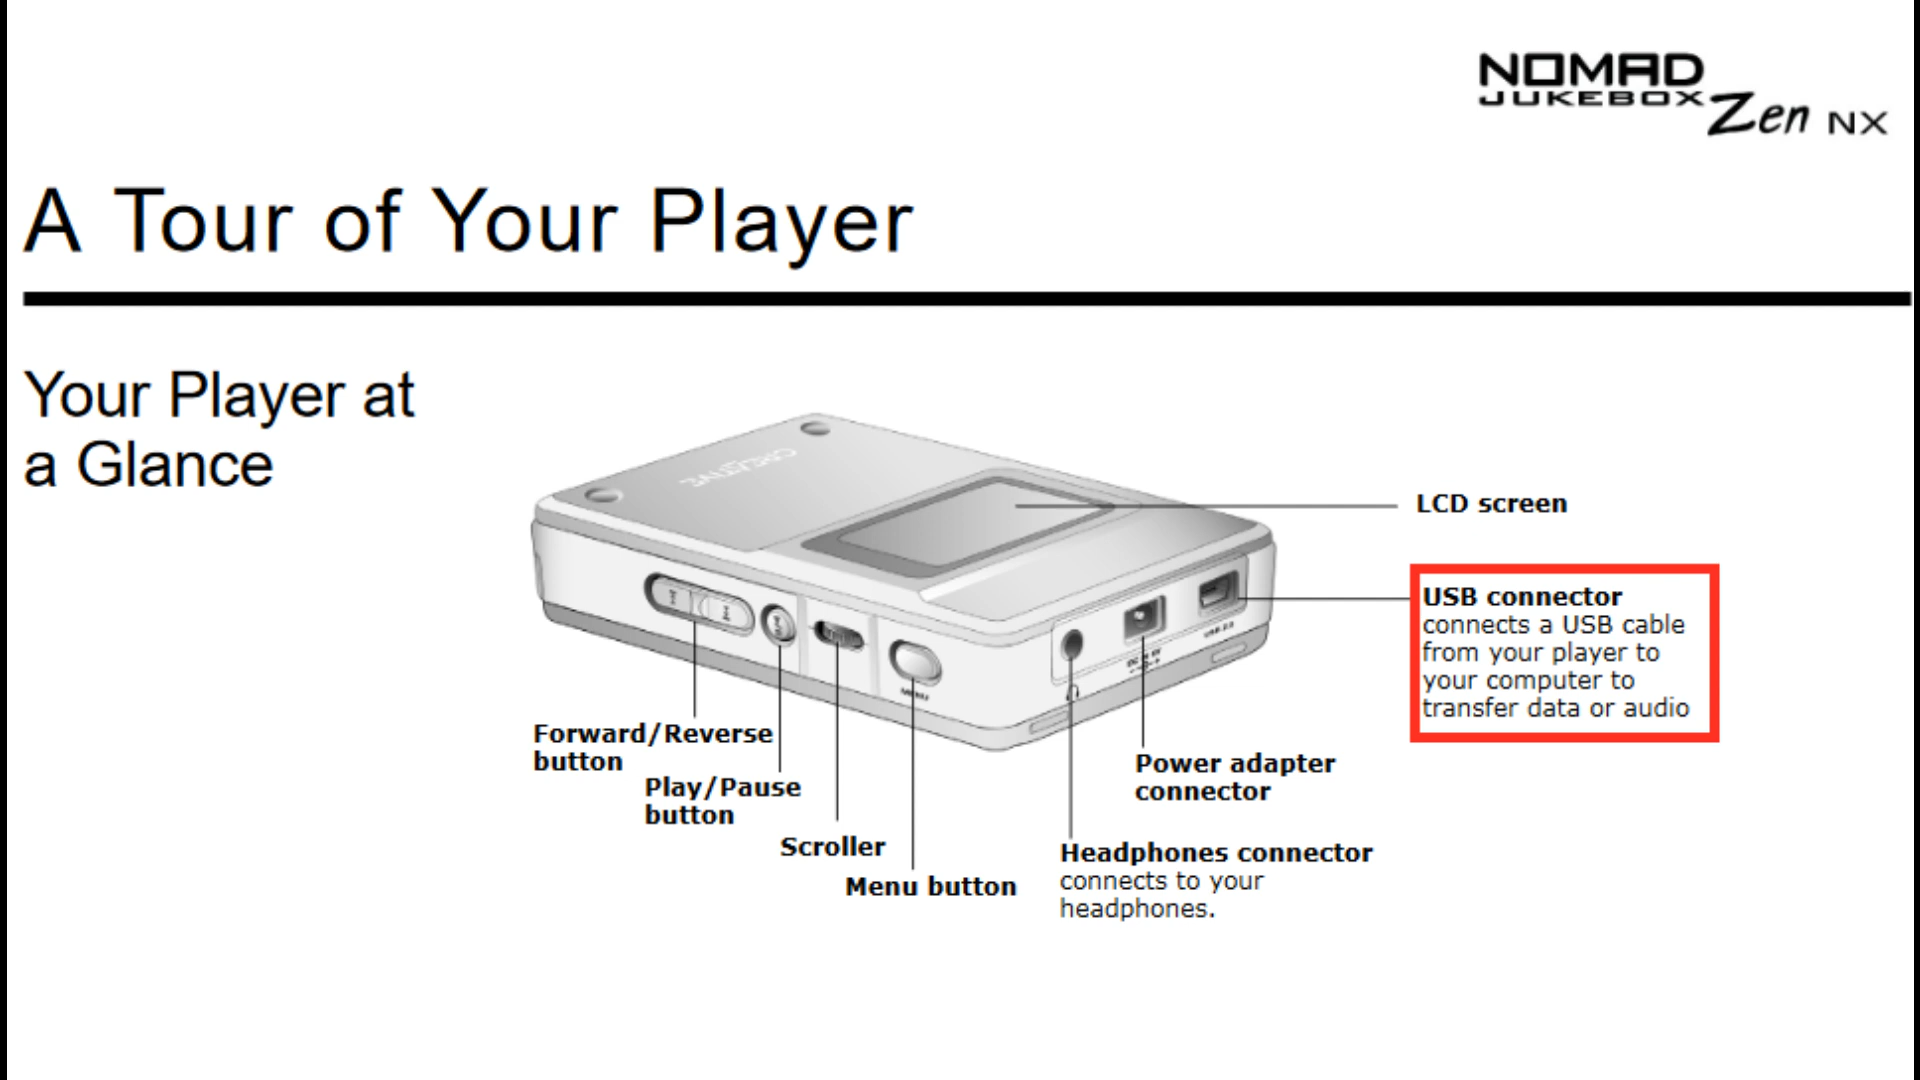 NOMAD
JUKEBOX Zen NX
A Tour of Your Player
Your Player at
a Glance
CREATIVE
LCD screen
USB connector
connects a USB cable
from your player to
your computer to
transfer data or audio
MENU
Forward/Reverse
button
Play/Pause
button
Scroller
Menu button
Power adapter
connector
Headphones connector
connects to your
headphones.